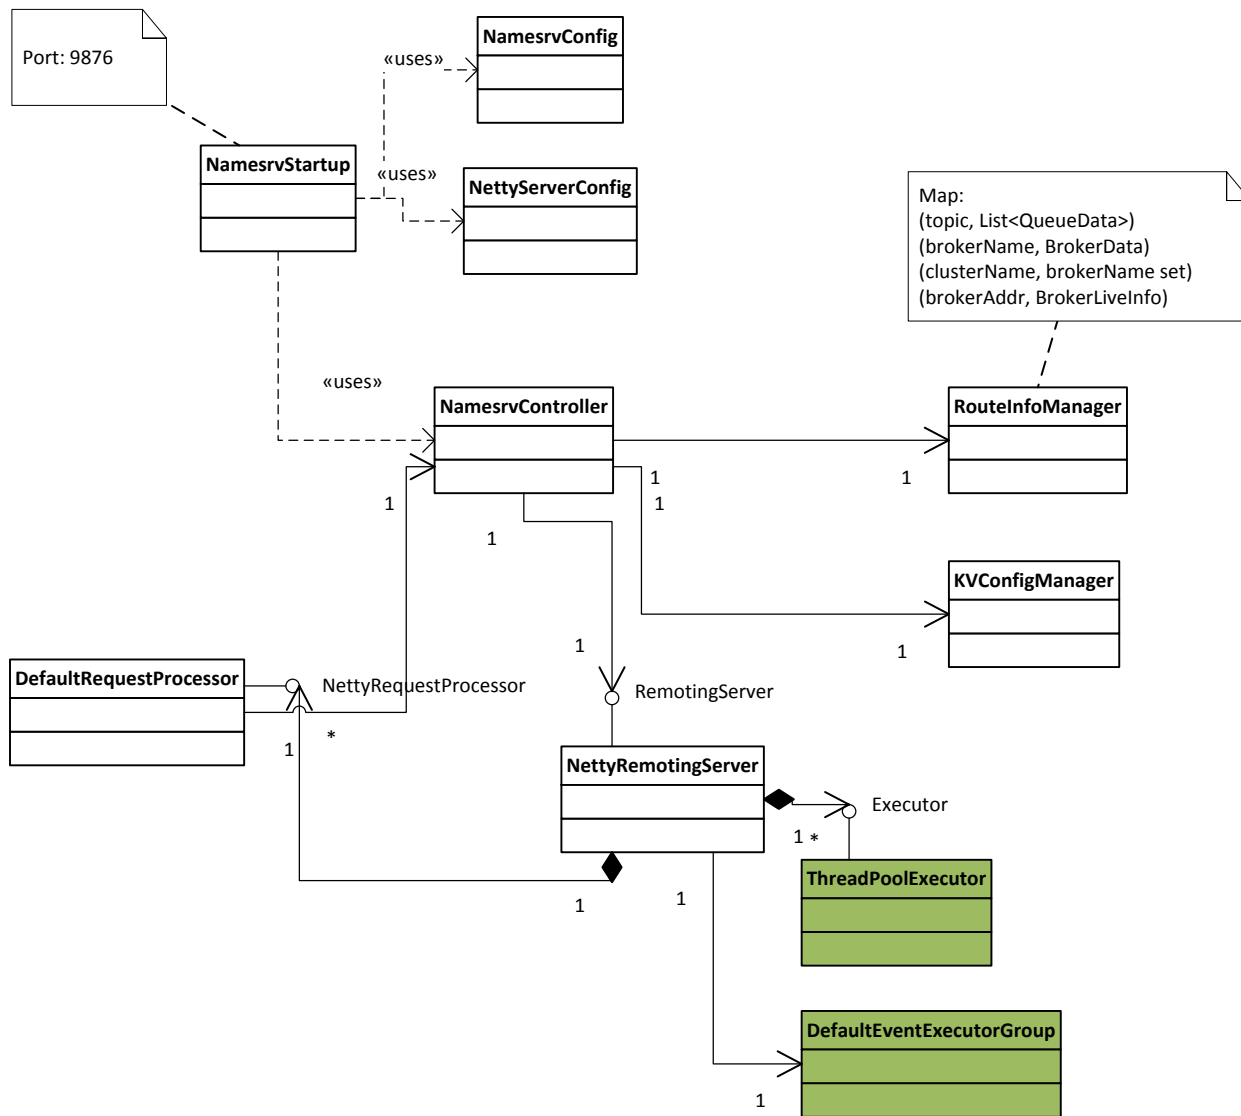 Port: 9876
NamesrvConfig
«uses»
NamesrvStartup
«uses»
NettyServerConfig
Map:
(topic, List<QueueData>)
(brokerName, BrokerData)
(clusterName, brokerName set)
(brokerAddr, BrokerLiveInfo)
«uses»
NamesrvController
RouteInfoManager
1
1
1
1
1
KVConfigManager
1
1
DefaultRequestProcessor
NettyRequestProcessor
RemotingServer
1
*
NettyRemotingServer
Executor
1
*
ThreadPoolExecutor
1
1
DefaultEventExecutorGroup
1